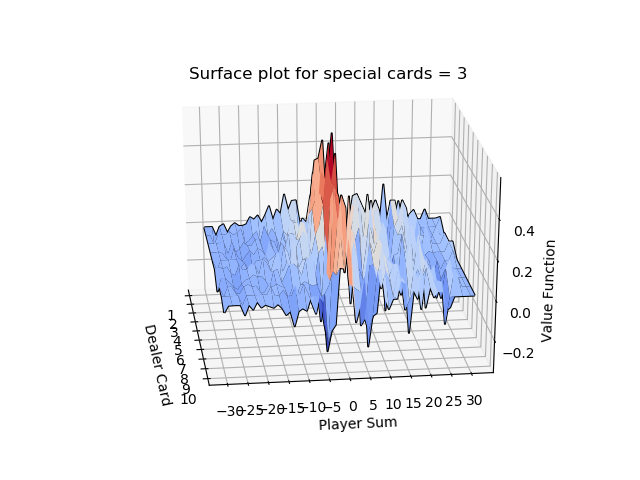 Surface plot for special cards = 3
0.4
0.2
0.0
−0.2
Value Function
1
2
3
4
5
6
7
8
9
10
Dealer Card
−30 −25 −20 −15 −10 −5 0 5 10 15 20 25 30
Player Sum